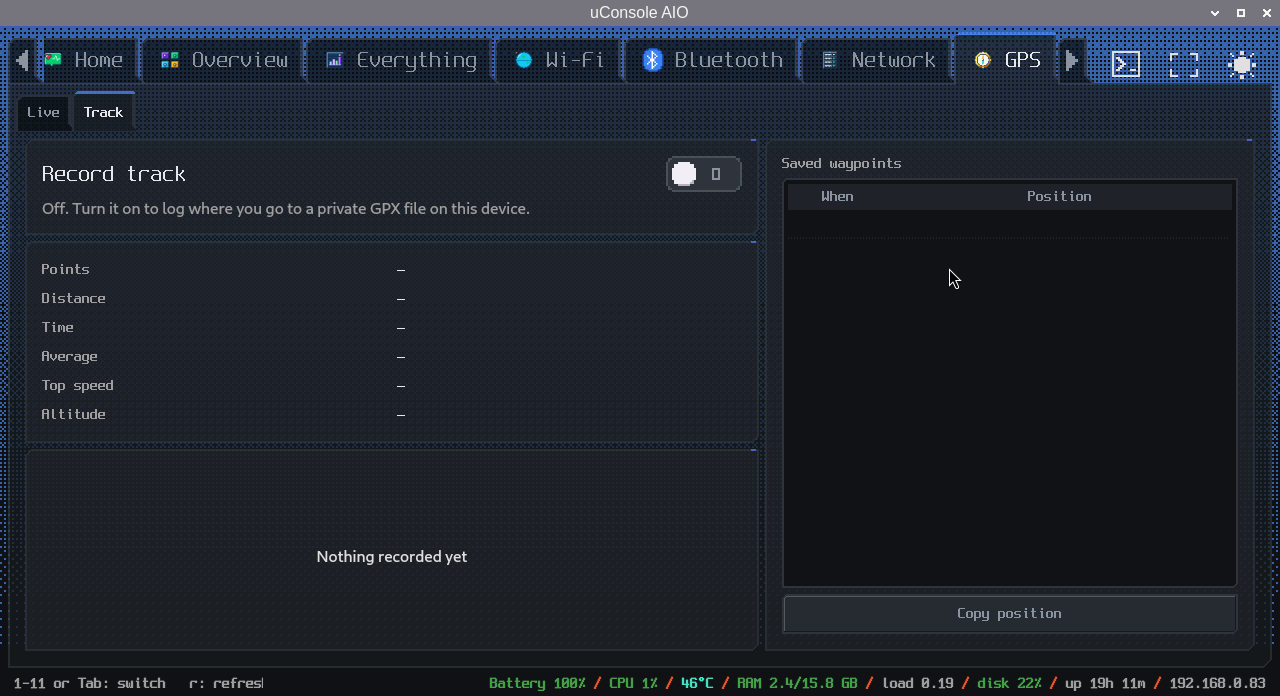 uConsole AIO
Home Overview Everything Wi-Fi Bluetooth Network GPS
Live Track
Record track
Off. Turn it on to log where you go to a private GPX file on this device.
Points –
Distance –
Time –
Average –
Top speed –
Altitude –
Nothing recorded yet
Saved waypoints
When Position
Copy position
1-11 or Tab: switch r: refres
Battery 100% / CPU 1% / 46°C / RAM 2.4/15.8 GB / load 0.19 / disk 22% / up 19h 11m / 192.168.0.83